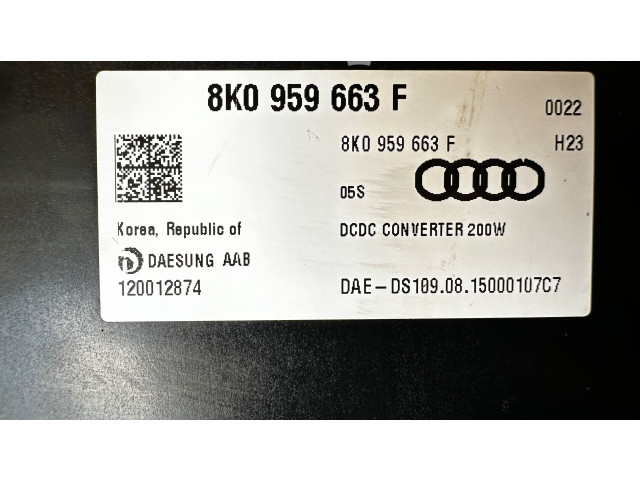 8K0 959 663 F
0022
8K0 959 663 F H23
05S
Korea, Republic of DCDC CONVERTER 200W
DAESUNG AAB
120012874 DAE-DS109.08.15000107C7